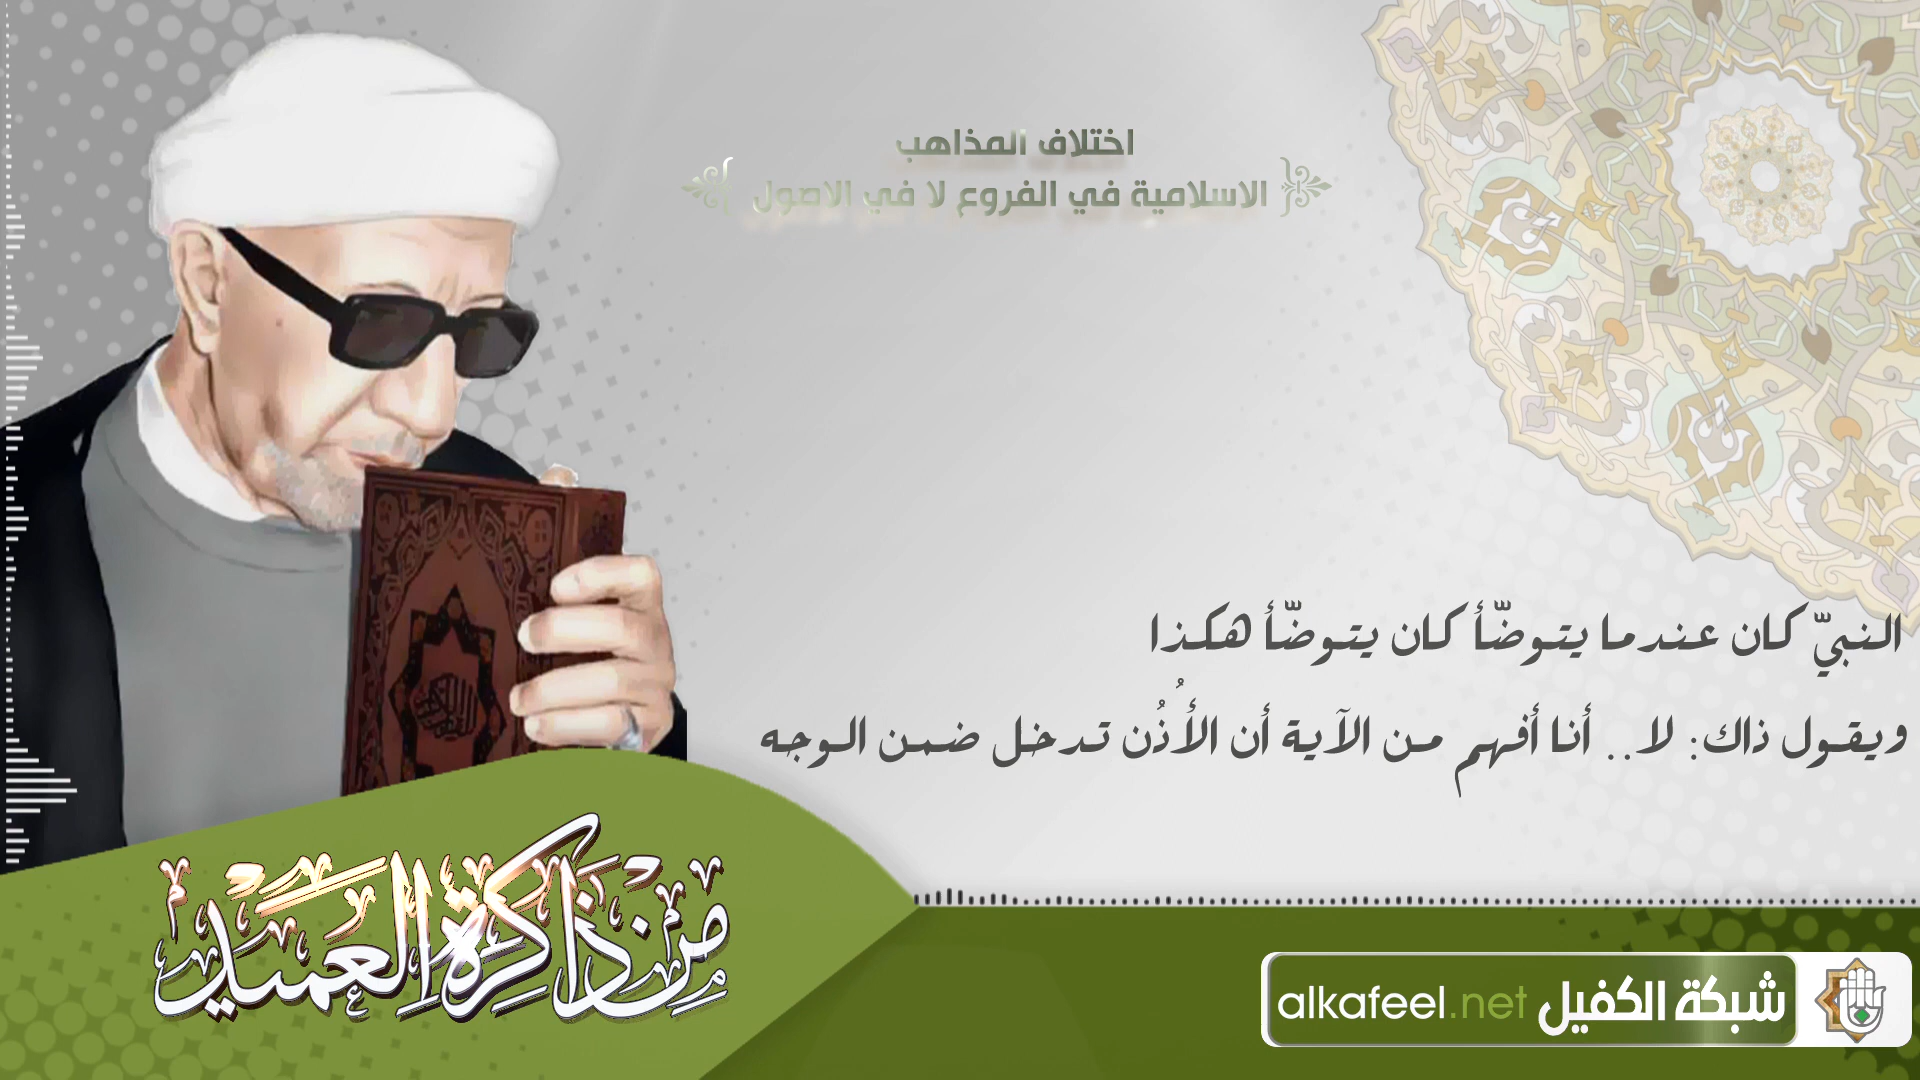 اختلاف المذاهب
الاسلامية في الفروع لا في الاصول
النبيّ كان عندما يتوضّأ كان يتوضّأ هكذا
ويقول ذاك: لا.. أنا أفهم من الآية أن الأُذُن تدخل ضمن الوجه
من ذاكرة العميد
شبكة الكفيل alkafeel.net